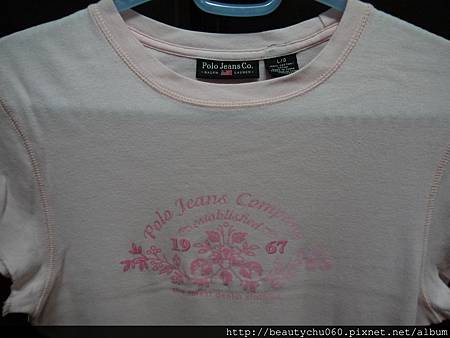 Polo Jeans Co.
RALPH LAUREN
L/G
Polo Jeans Company
established
19 67
http://beautychu060.pixnet.net/album